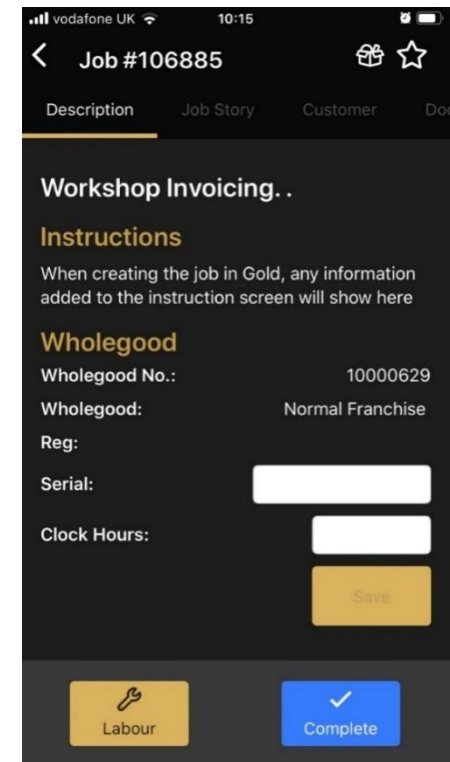 vodafone UK 10:15
Job #106885
Description Job Story Customer Do
Workshop Invoicing. .
Instructions
When creating the job in Gold, any information
added to the instruction screen will show here
Wholegood
Wholegood No.: 10000629
Wholegood: Normal Franchise
Reg:
Serial:
Clock Hours:
Save
Labour Complete